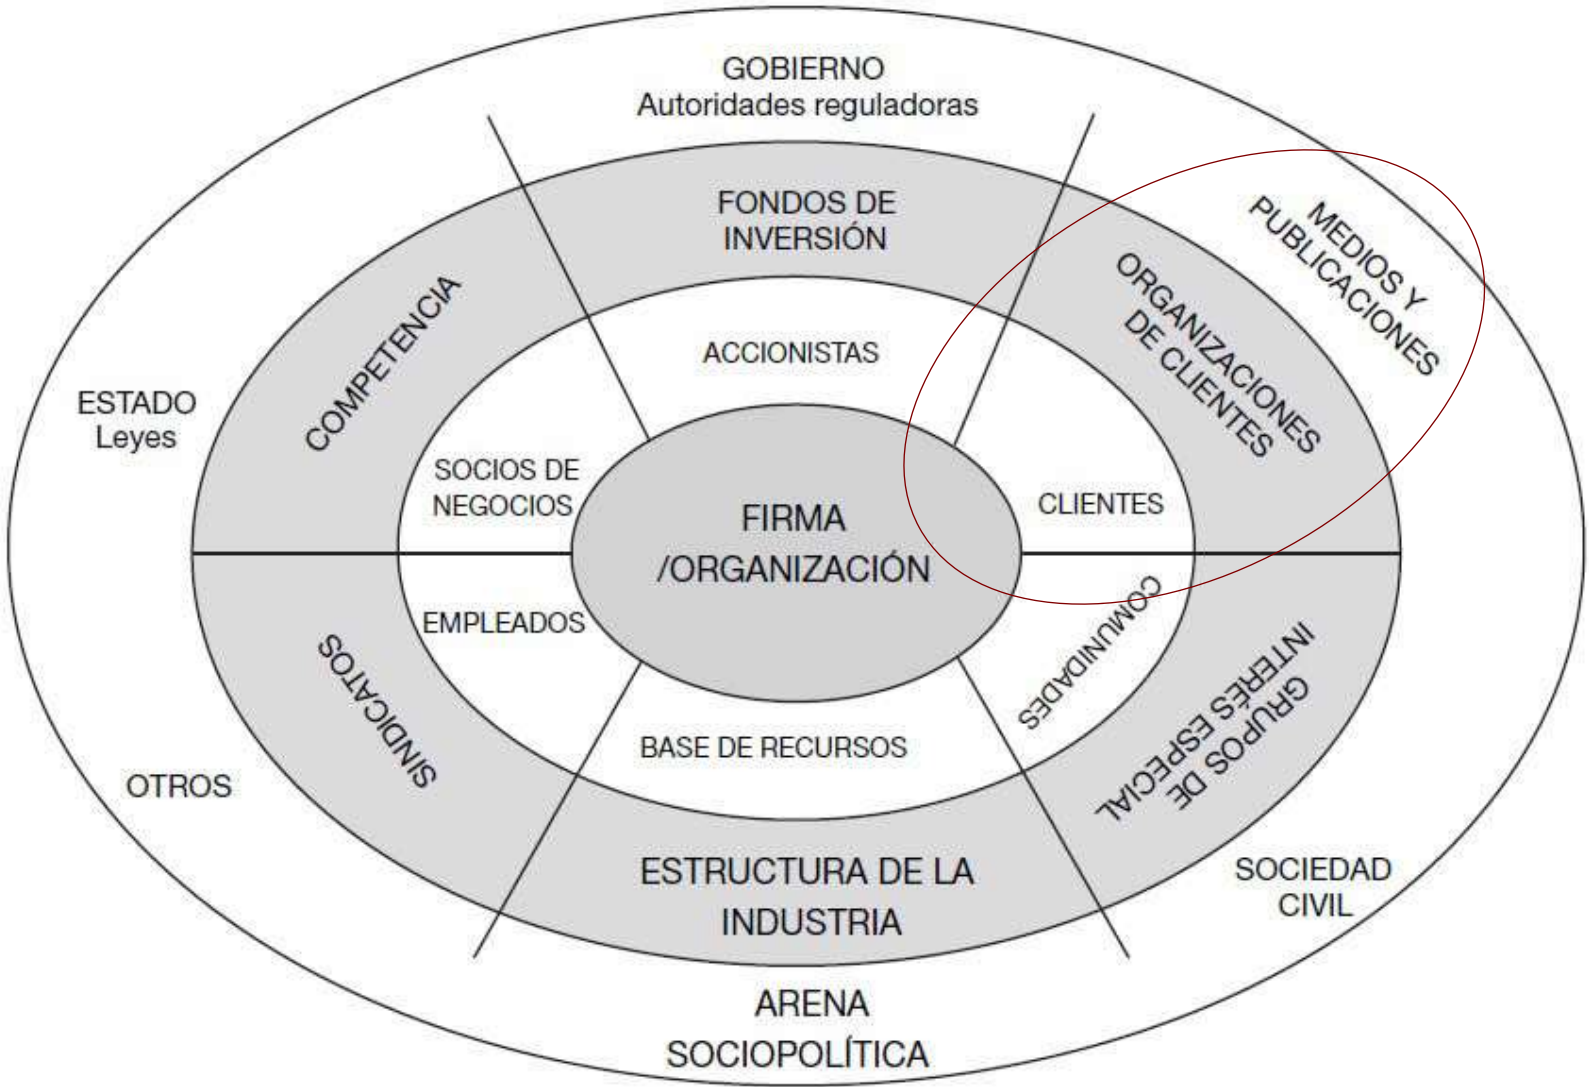 GOBIERNO
Autoridades reguladoras
FONDOS DE
INVERSIÓN
ACCIONISTAS
MEDIOS Y
PUBLICACIONES
ORGANIZACIONES
DE CLIENTES
CLIENTES
COMPETENCIA
ESTADO
Leyes
SOCIOS DE
NEGOCIOS
FIRMA
/ORGANIZACIÓN
EMPLEADOS
SINDICATOS
OTROS
COMUNIDADES
GRUPOS DE
INTERÉS ESPECIAL
BASE DE RECURSOS
ESTRUCTURA DE LA
INDUSTRIA
SOCIEDAD
CIVIL
ARENA
SOCIOPOLÍTICA